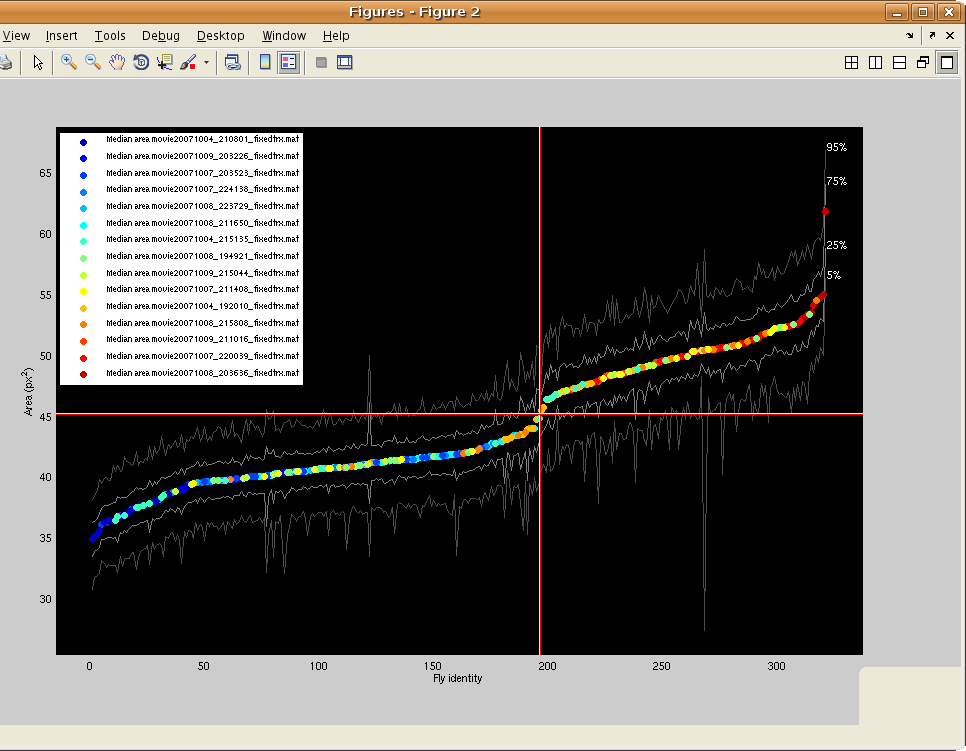 Figures - Figure 2
View Insert Tools Debug Desktop Window Help
Median area movie20071004_210801_fixedtrx.mat
Median area movie20071009_203226_fixedtrx.mat
Median area movie20071007_203523_fixedtrx.mat
Median area movie20071007_224138_fixedtrx.mat
Median area movie20071008_223729_fixedtrx.mat
Median area movie20071008_211650_fixedtrx.mat
Median area movie20071004_215135_fixedtrx.mat
Median area movie20071008_194921_fixedtrx.mat
Median area movie20071009_215044_fixedtrx.mat
Median area movie20071007_211408_fixedtrx.mat
Median area movie20071004_192010_fixedtrx.mat
Median area movie20071008_215808_fixedtrx.mat
Median area movie20071009_211016_fixedtrx.mat
Median area movie20071007_220039_fixedtrx.mat
Median area movie20071008_203636_fixedtrx.mat
95%
75%
25%
5%
65
60
55
50
45
40
35
30
Area (px²)
0 50 100 150 200 250 300
Fly identity